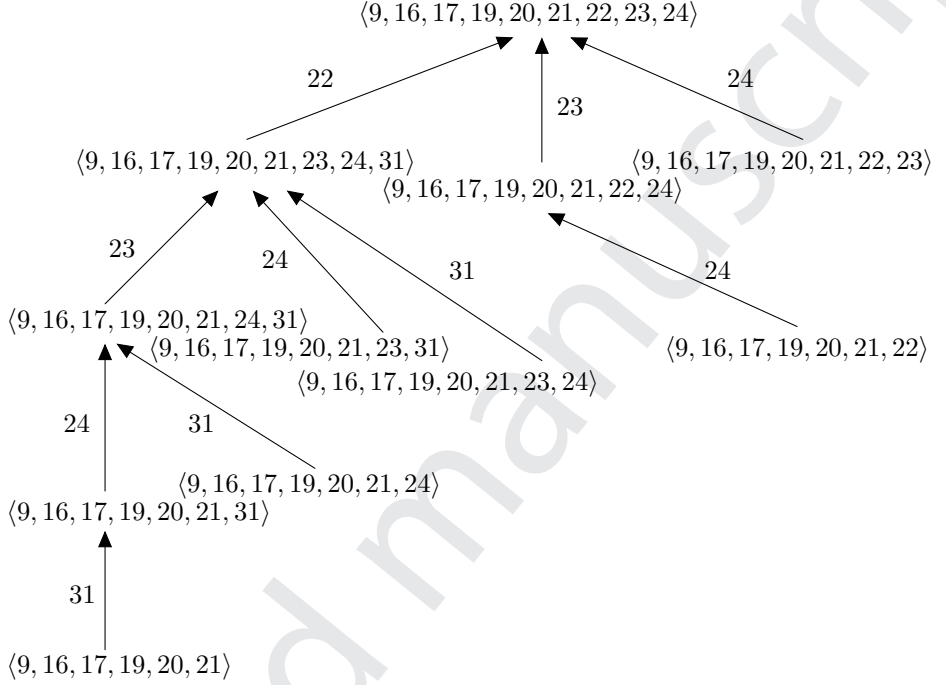 ⟨9, 16, 17, 19, 20, 21, 22, 23, 24⟩
22
23
24
⟨9, 16, 17, 19, 20, 21, 23, 24, 31⟩
⟨9, 16, 17, 19, 20, 21, 22, 23⟩
⟨9, 16, 17, 19, 20, 21, 22, 24⟩
23
24
31
24
⟨9, 16, 17, 19, 20, 21, 24, 31⟩
⟨9, 16, 17, 19, 20, 21, 23, 31⟩
⟨9, 16, 17, 19, 20, 21, 22⟩
⟨9, 16, 17, 19, 20, 21, 23, 24⟩
24
31
⟨9, 16, 17, 19, 20, 21, 24⟩
⟨9, 16, 17, 19, 20, 21, 31⟩
31
⟨9, 16, 17, 19, 20, 21⟩
d manuscri